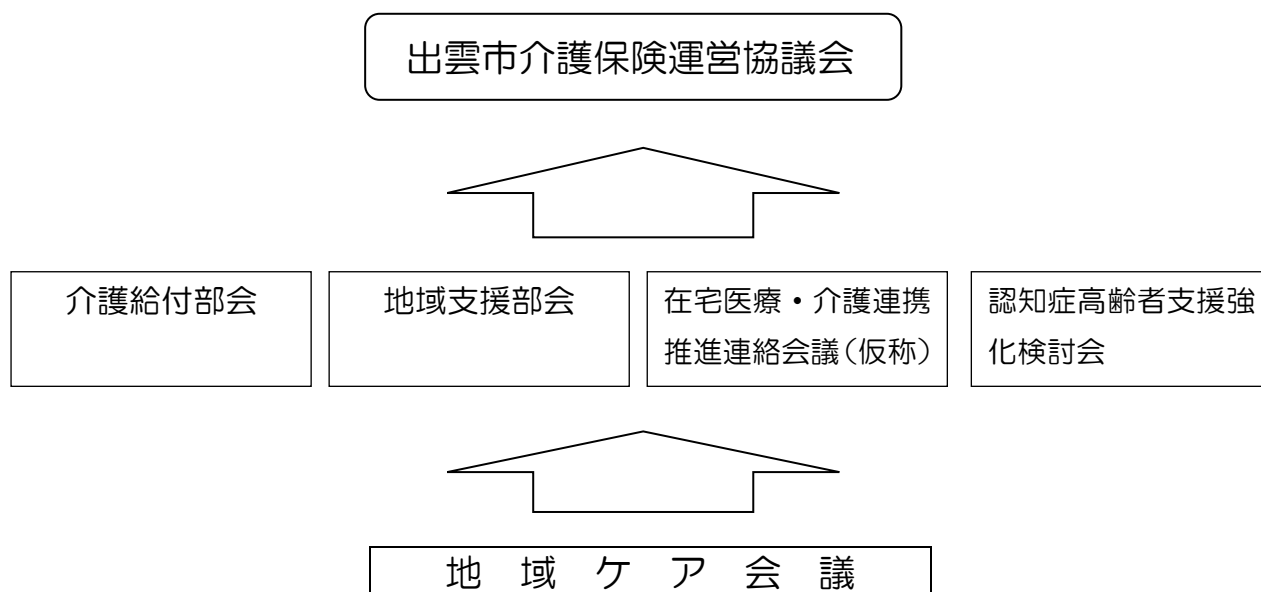 出雲市介護保険運営協議会
介護給付部会
地域支援部会
在宅医療・介護連携
推進連絡会議(仮称)
認知症高齢者支援強
化検討会
地域ケア会議